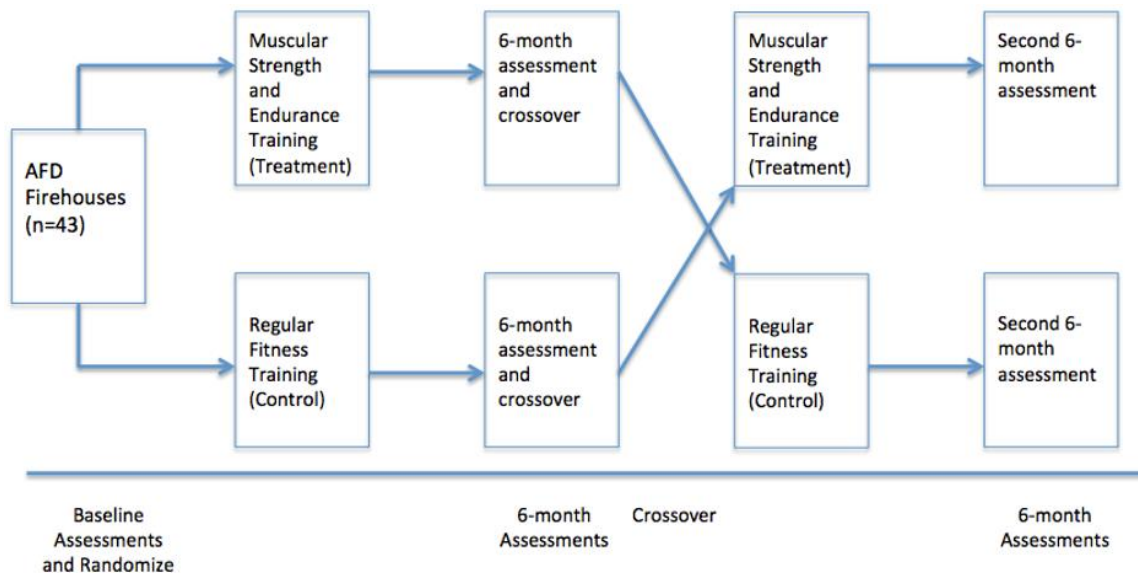 AFD
Firehouses
(n=43)
Muscular
Strength
and
Endurance
Training
(Treatment)
6-month
assessment
and
crossover
Muscular
Strength
and
Endurance
Training
(Treatment)
Second 6-
month
assessment
Regular
Fitness
Training
(Control)
6-month
assessment
and
crossover
Regular
Fitness
Training
(Control)
Second 6-
month
assessment
Baseline
Assessments
and Randomize
6-month
Assessments
Crossover
6-month
Assessments